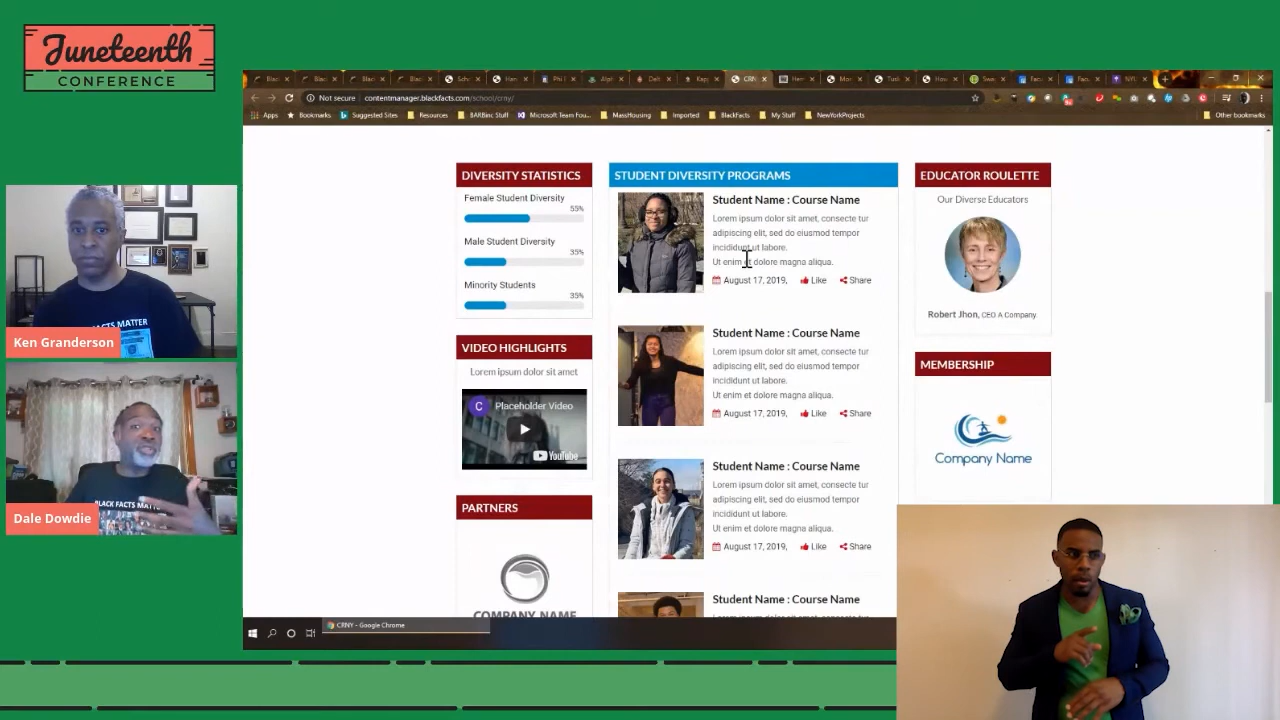 Juneteenth
CONFERENCE
Not secure contentmanager.blackfacts.com/school/crny/
Apps Bookmarks Suggested Sites Resources BARBinc Stuff Microsoft Team Fou... MassHousing Imported BlackFacts My Stuff NewYorkProjects Other bookmarks
DIVERSITY STATISTICS
Female Student Diversity
55%
Male Student Diversity
35%
Minority Students
35%
VIDEO HIGHLIGHTS
Lorem ipsum dolor sit amet
C Placeholder Video
YouTube
PARTNERS
COMPANY NAME
STUDENT DIVERSITY PROGRAMS
Student Name : Course Name
Lorem ipsum dolor sit amet, consecte tur
adipiscing elit, sed do eiusmod tempor
incididunt ut labore.
Ut enim et dolore magna aliqua.
August 17, 2019, Like Share
Student Name : Course Name
Lorem ipsum dolor sit amet, consecte tur
adipiscing elit, sed do eiusmod tempor
incididunt ut labore.
Ut enim et dolore magna aliqua.
August 17, 2019, Like Share
Student Name : Course Name
Lorem ipsum dolor sit amet, consecte tur
adipiscing elit, sed do eiusmod tempor
incididunt ut labore.
Ut enim et dolore magna aliqua.
August 17, 2019, Like Share
Student Name : Course Name
EDUCATOR ROULETTE
Our Diverse Educators
Robert Jhon, CEO A Company
MEMBERSHIP
Company Name
CRNY - Google Chrome
FACTS MATTER
Ken Granderson
BLACK FACTS MATTER
Dale Dowdie